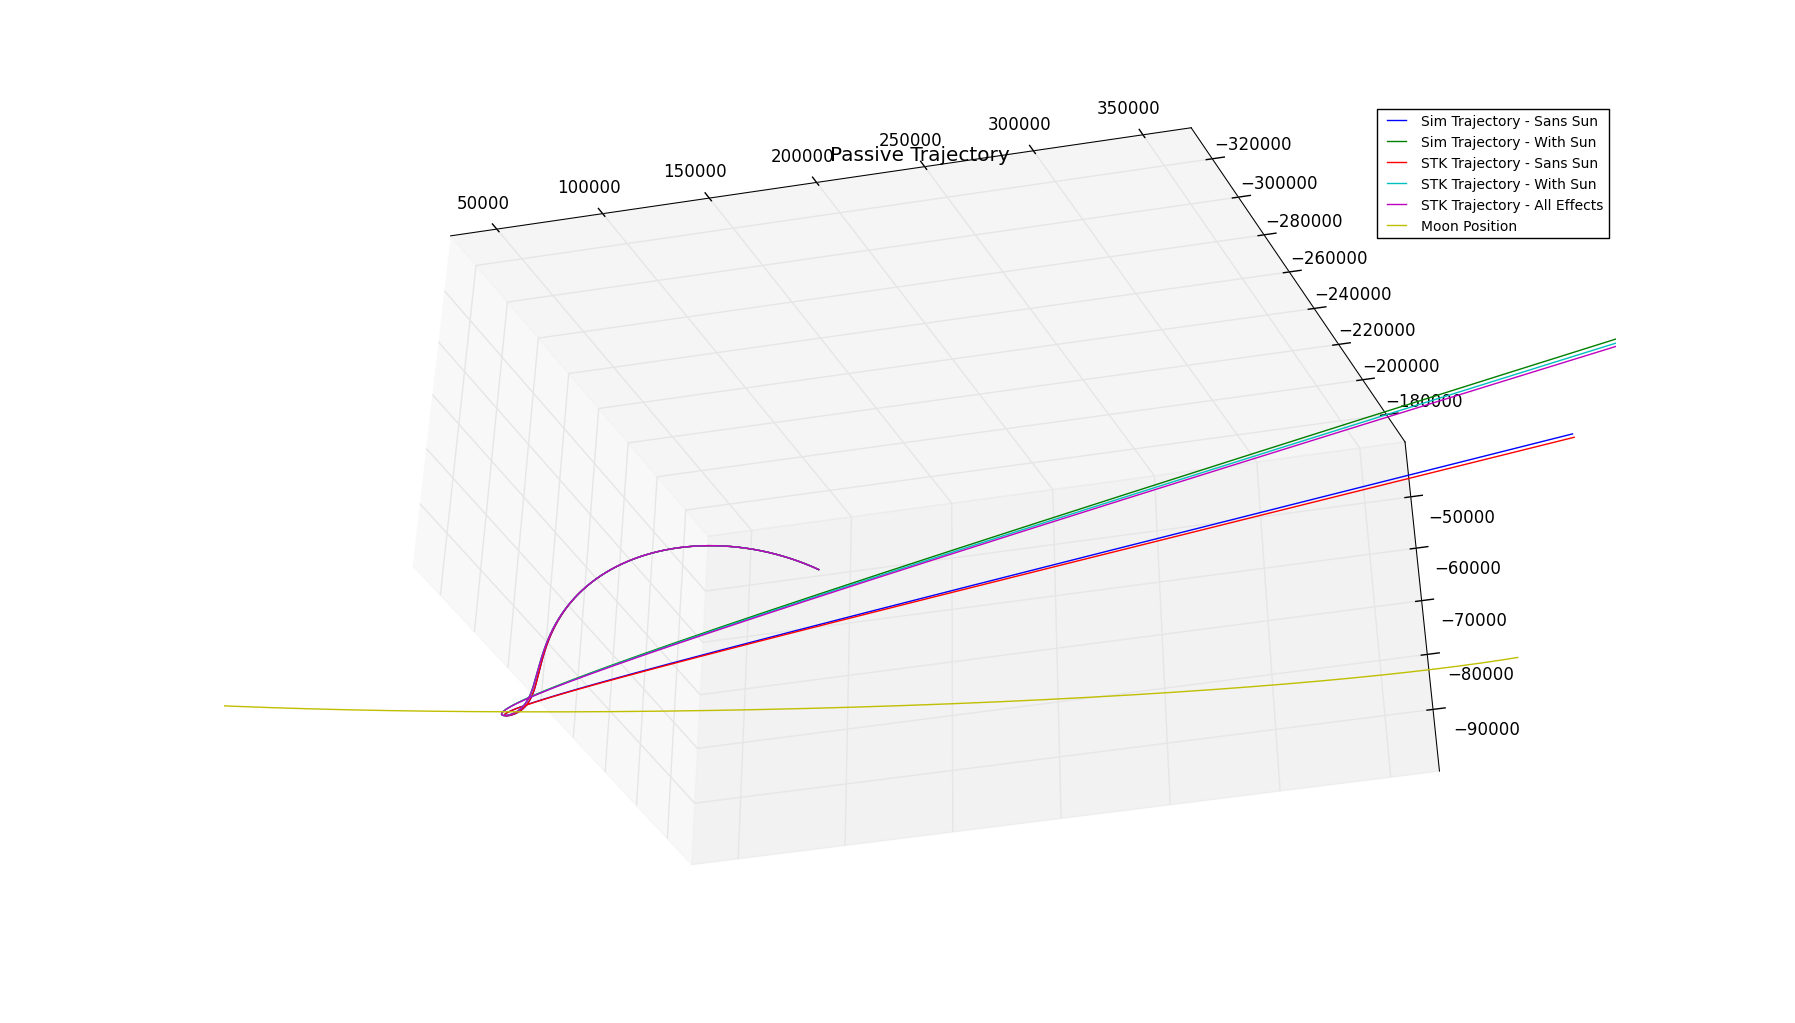 Passive Trajectory
50000
100000
150000
200000
250000
300000
350000
−320000
−300000
−280000
−260000
−240000
−220000
−200000
−180000
−50000
−60000
−70000
−80000
−90000
Sim Trajectory - Sans Sun
Sim Trajectory - With Sun
STK Trajectory - Sans Sun
STK Trajectory - With Sun
STK Trajectory - All Effects
Moon Position